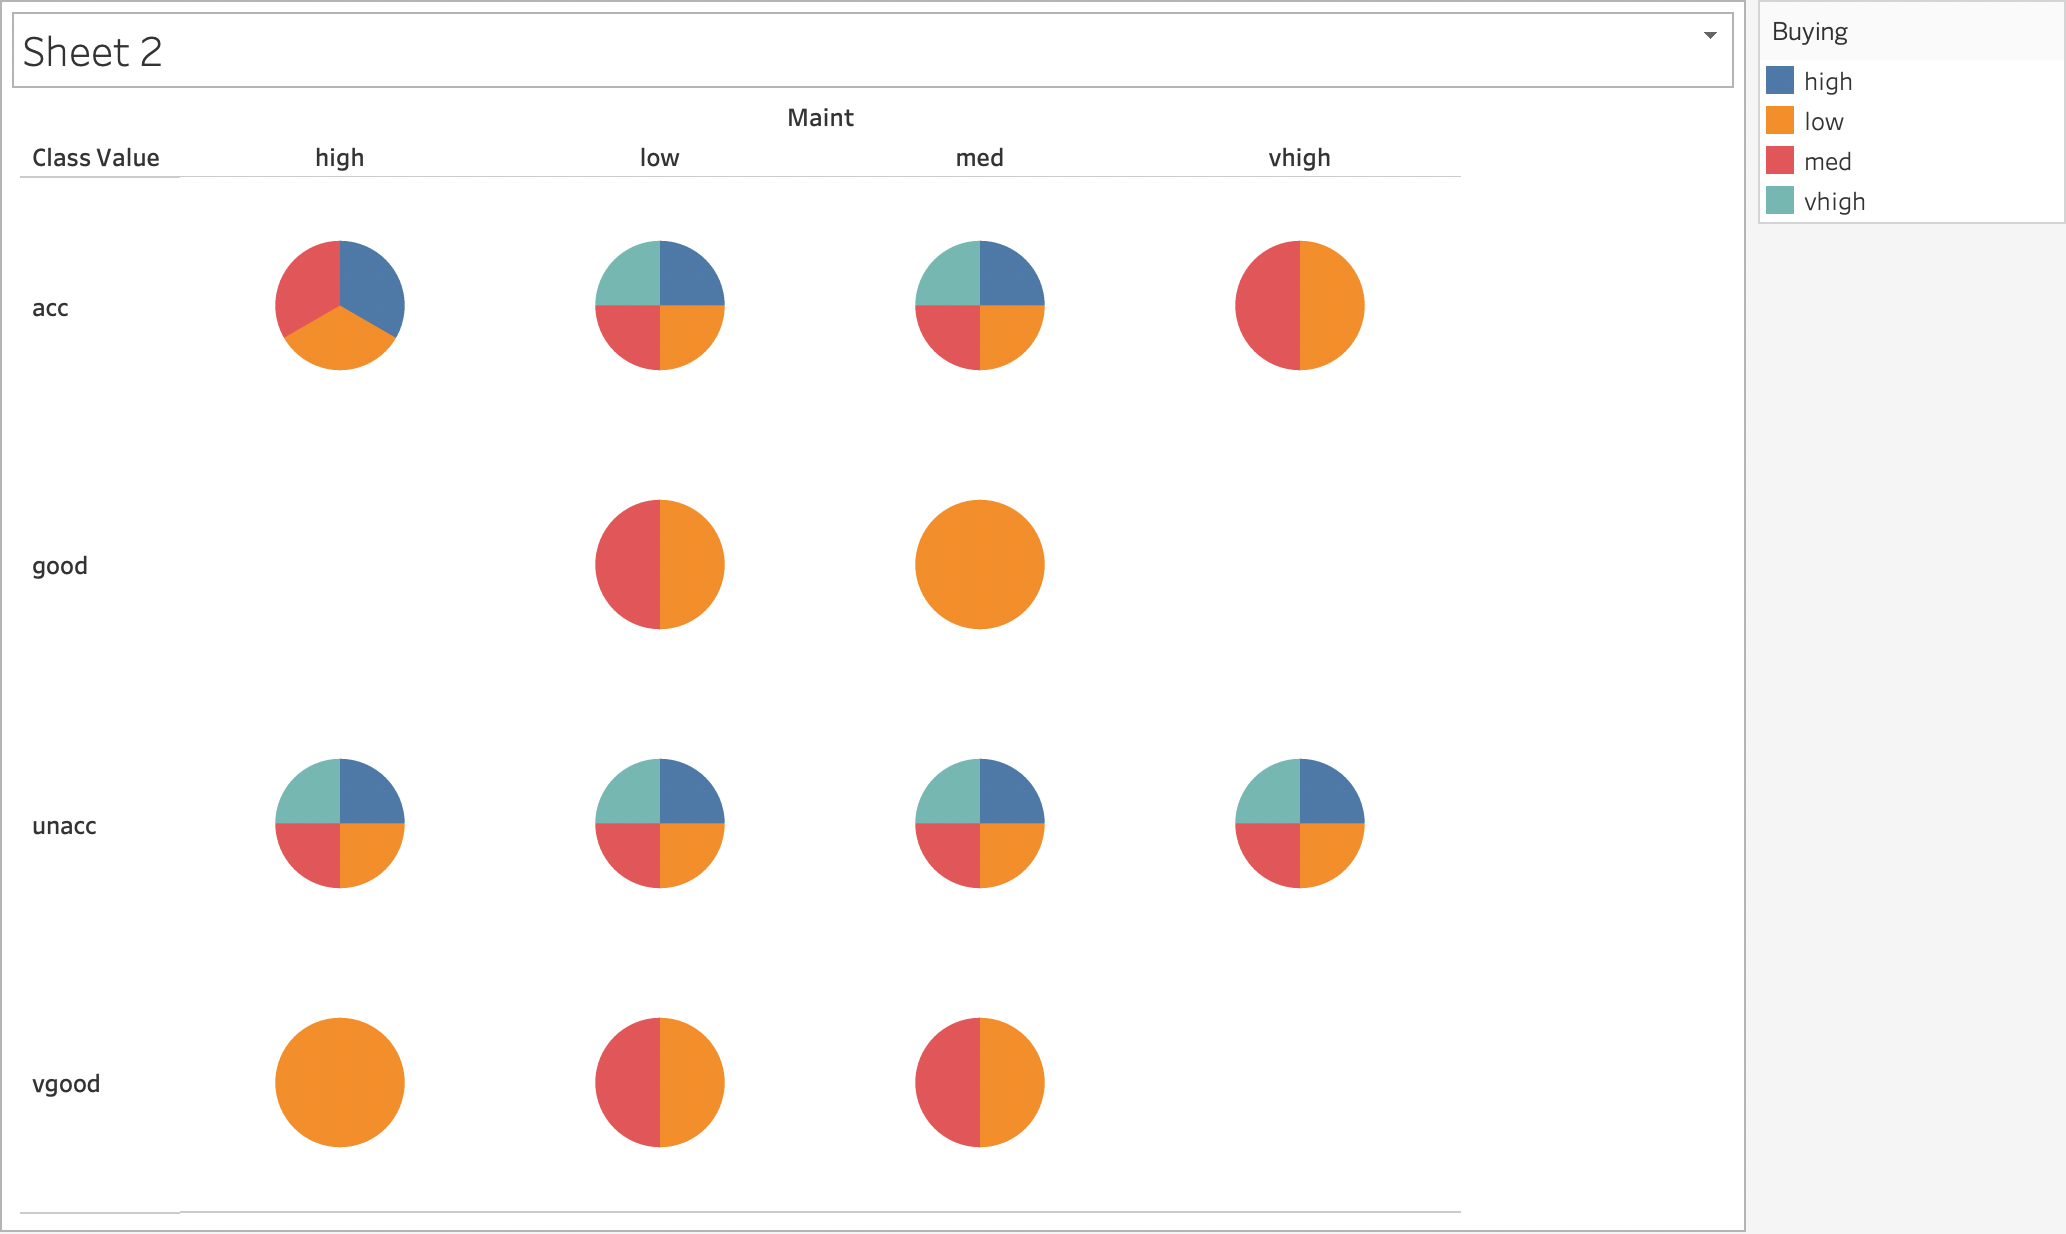 Sheet 2
Buying
high
low
med
vhigh
Maint
Class Value high low med vhigh
acc
good
unacc
vgood